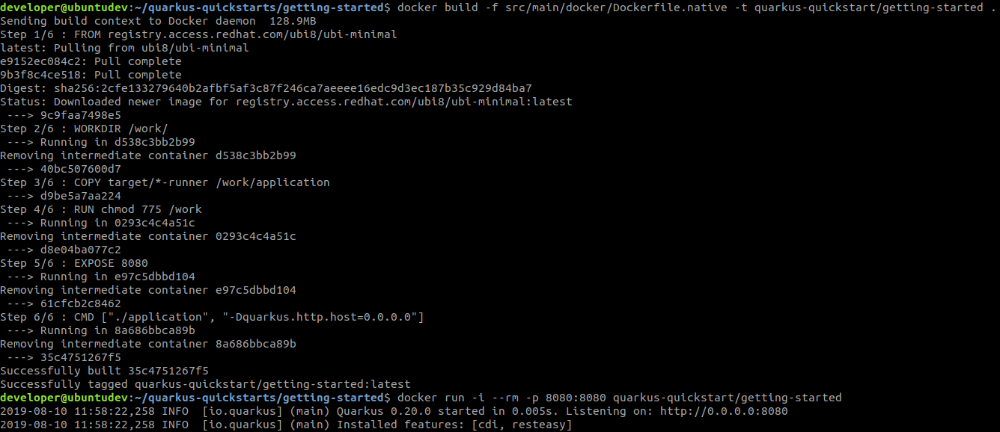 developer@ubuntudev:~/quarkus-quickstarts/getting-started$ docker build -f src/main/docker/Dockerfile.native -t quarkus-quickstart/getting-started .
Sending build context to Docker daemon  128.9MB
Step 1/6 : FROM registry.access.redhat.com/ubi8/ubi-minimal
latest: Pulling from ubi8/ubi-minimal
e9152ec084c2: Pull complete
9b3f8c4ce518: Pull complete
Digest: sha256:2cfe133279640b2afbf5af3c87f246ca7aeeee16edc9d3ec187b35c929d84ba7
Status: Downloaded newer image for registry.access.redhat.com/ubi8/ubi-minimal:latest
 ---> 9c9faa7498e5
Step 2/6 : WORKDIR /work/
 ---> Running in d538c3bb2b99
Removing intermediate container d538c3bb2b99
 ---> 40bc507600d7
Step 3/6 : COPY target/*-runner /work/application
 ---> d9be5a7aa224
Step 4/6 : RUN chmod 775 /work
 ---> Running in 0293c4c4a51c
Removing intermediate container 0293c4c4a51c
 ---> d8e04ba077c2
Step 5/6 : EXPOSE 8080
 ---> Running in e97c5dbbd104
Removing intermediate container e97c5dbbd104
 ---> 61cfcb2c8462
Step 6/6 : CMD ["./application", "-Dquarkus.http.host=0.0.0.0"]
 ---> Running in 8a686bbca89b
Removing intermediate container 8a686bbca89b
 ---> 35c4751267f5
Successfully built 35c4751267f5
Successfully tagged quarkus-quickstart/getting-started:latest
developer@ubuntudev:~/quarkus-quickstarts/getting-started$ docker run -i --rm -p 8080:8080 quarkus-quickstart/getting-started
2019-08-10 11:58:22,258 INFO  [io.quarkus] (main) Quarkus 0.20.0 started in 0.005s. Listening on: http://0.0.0.0:8080
2019-08-10 11:58:22,258 INFO  [io.quarkus] (main) Installed features: [cdi, resteasy]